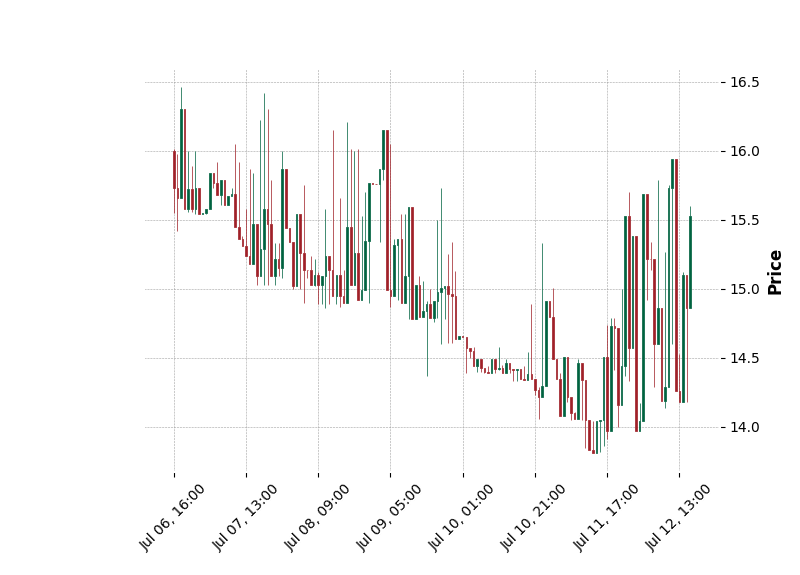 16.5
16.0
15.5
15.0
14.5
14.0
Price
Jul 06, 16:00
Jul 07, 13:00
Jul 08, 09:00
Jul 09, 05:00
Jul 10, 01:00
Jul 10, 21:00
Jul 11, 17:00
Jul 12, 13:00